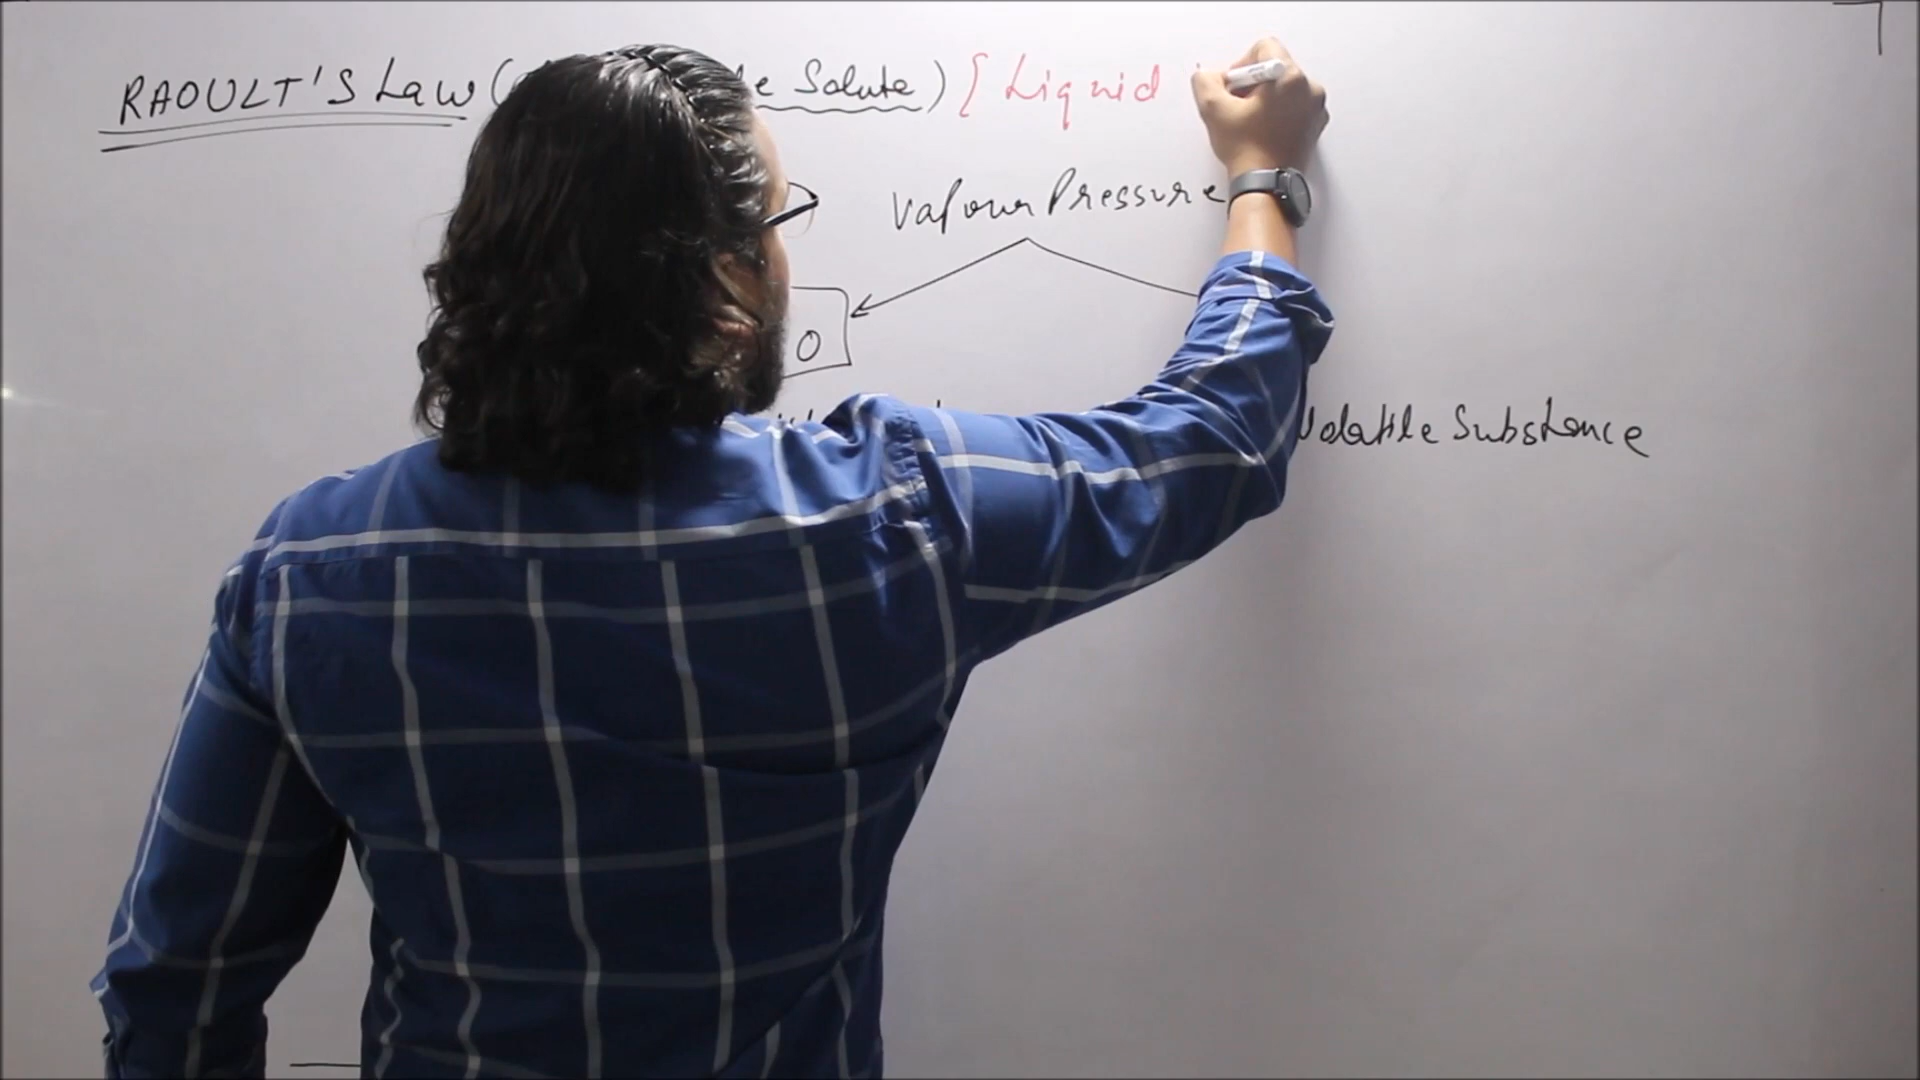 RAOULT'S Law ( Solute) [ Liquid
Vapour Pressure
O
Volatile Substance